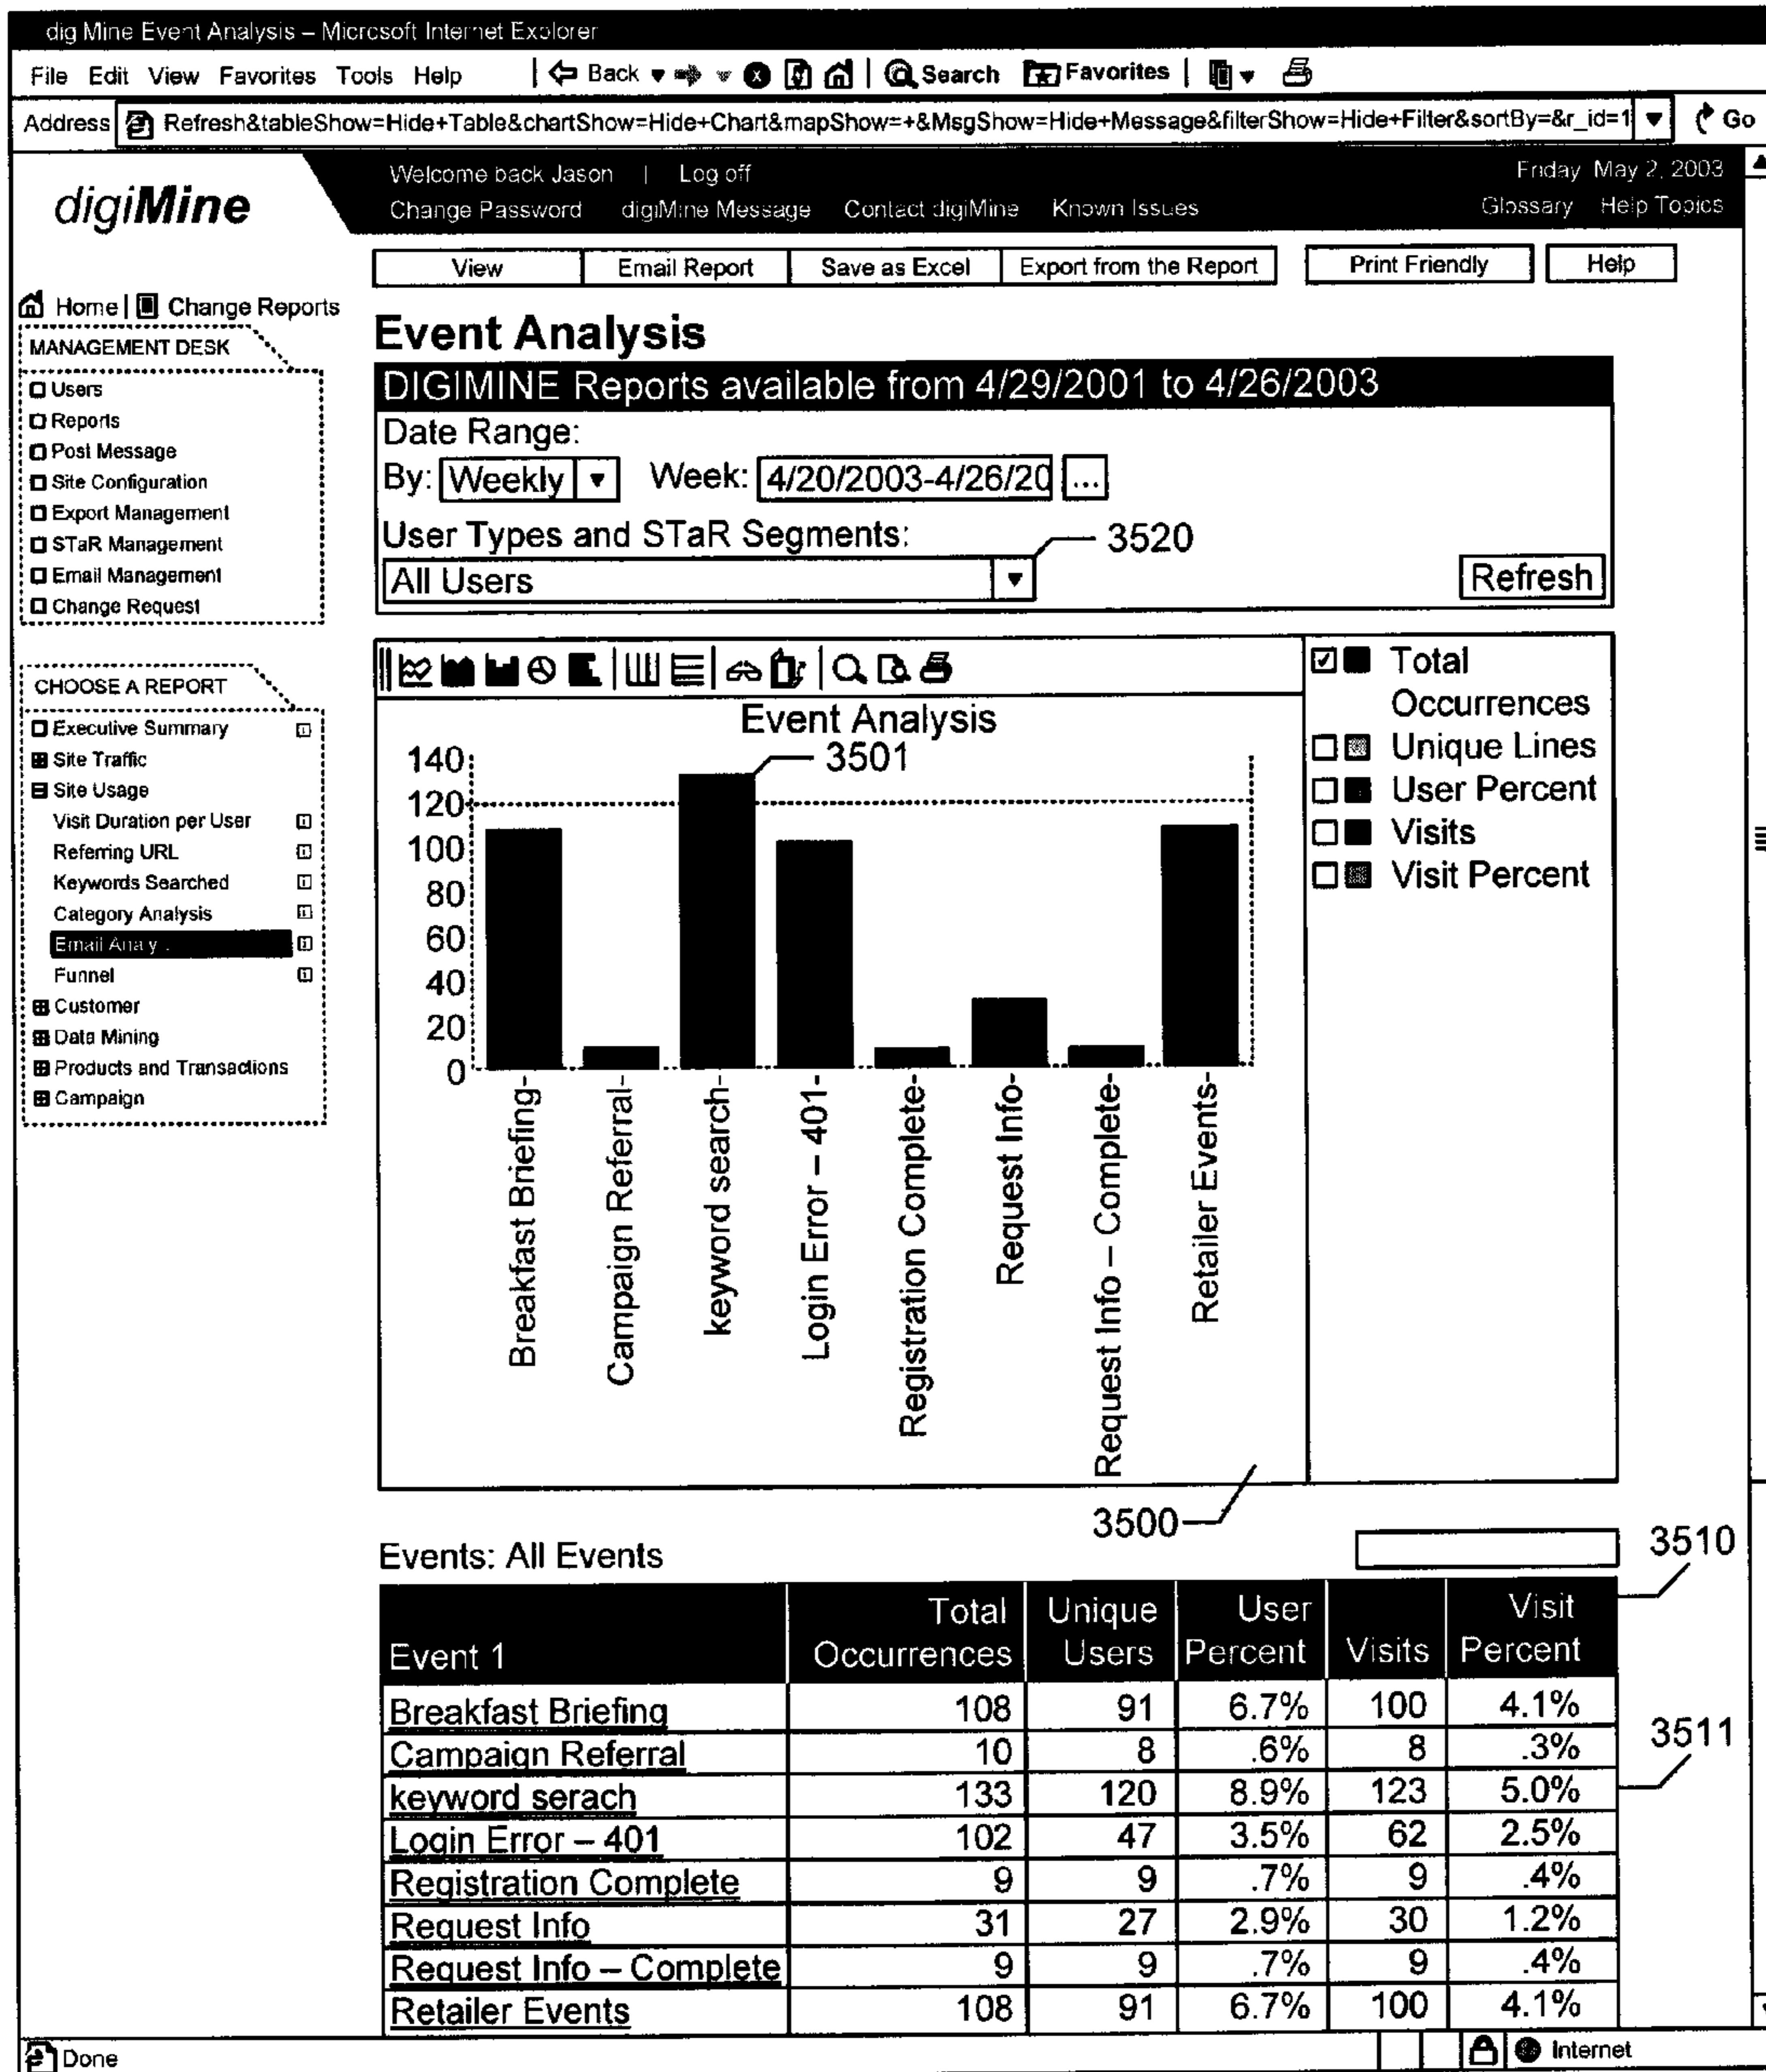 dig Mine Event Analysis – Microsoft Internet Explorer
File Edit View Favorites Tools Help Back Search Favorites
Address Refresh&tableShow=Hide+Table&chartShow=Hide+Chart&mapShow=+&MsgShow=Hide+Message&filterShow=Hide+Filter&sortBy=&r_id=1 Go
digiMine
Welcome back Jason | Log off Friday May 2, 2003
Change Password digiMine Message Contact digiMine Known Issues Glossary Help Topics
View Email Report Save as Excel Export from the Report Print Friendly Help
Home | Change Reports
MANAGEMENT DESK
Users
Reports
Post Message
Site Configuration
Export Management
STaR Management
Email Management
Change Request
CHOOSE A REPORT
Executive Summary
Site Traffic
Site Usage
Visit Duration per User
Referring URL
Keywords Searched
Category Analysis
Email Analy
Funnel
Customer
Data Mining
Products and Transactions
Campaign
Event Analysis
DIGIMINE Reports available from 4/29/2001 to 4/26/2003
Date Range:
By: Weekly Week: 4/20/2003-4/26/20 ...
User Types and STaR Segments: 3520
All Users Refresh
Event Analysis
3501
140
120
100
80
60
40
20
0
Breakfast Briefing-
Campaign Referral-
keyword search-
Login Error – 401-
Registration Complete-
Request Info-
Request Info – Complete-
Retailer Events-
Total
Occurrences
Unique Lines
User Percent
Visits
Visit Percent
3500
Events: All Events 3510
Event 1 Total Occurrences Unique Users User Percent Visits Visit Percent
Breakfast Briefing 108 91 6.7% 100 4.1%
3511
Campaign Referral 10 8 .6% 8 .3%
keyword serach 133 120 8.9% 123 5.0%
Login Error – 401 102 47 3.5% 62 2.5%
Registration Complete 9 9 .7% 9 .4%
Request Info 31 27 2.9% 30 1.2%
Request Info – Complete 9 9 .7% 9 .4%
Retailer Events 108 91 6.7% 100 4.1%
Done Internet